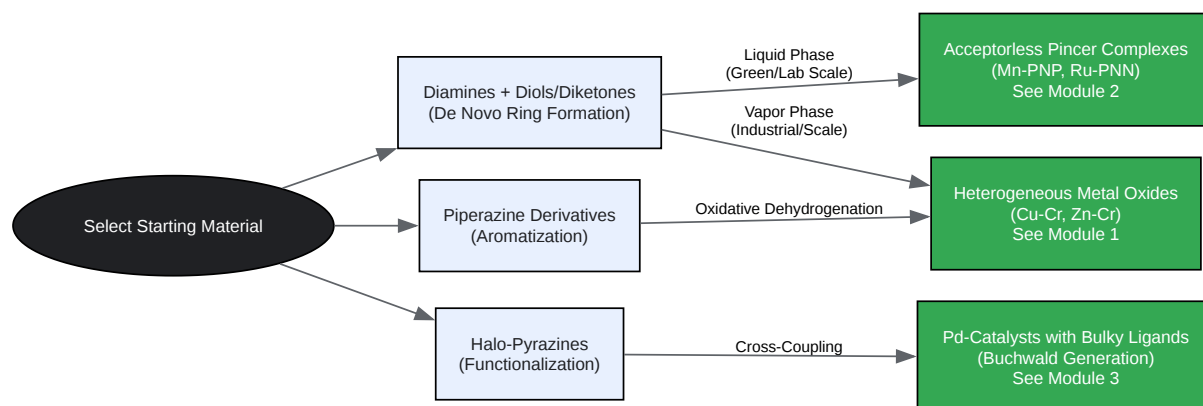 Select Starting Material
Diamines + Diols/Diketones
(De Novo Ring Formation)
Liquid Phase
(Green/Lab Scale)
Acceptorless Pincer Complexes
(Mn-PNP, Ru-PNN)
See Module 2
Vapor Phase
(Industrial/Scale)
Heterogeneous Metal Oxides
(Cu-Cr, Zn-Cr)
See Module 1
Piperazine Derivatives
(Aromatization)
Oxidative Dehydrogenation
Halo-Pyrazines
(Functionalization)
Cross-Coupling
Pd-Catalysts with Bulky Ligands
(Buchwald Generation)
See Module 3